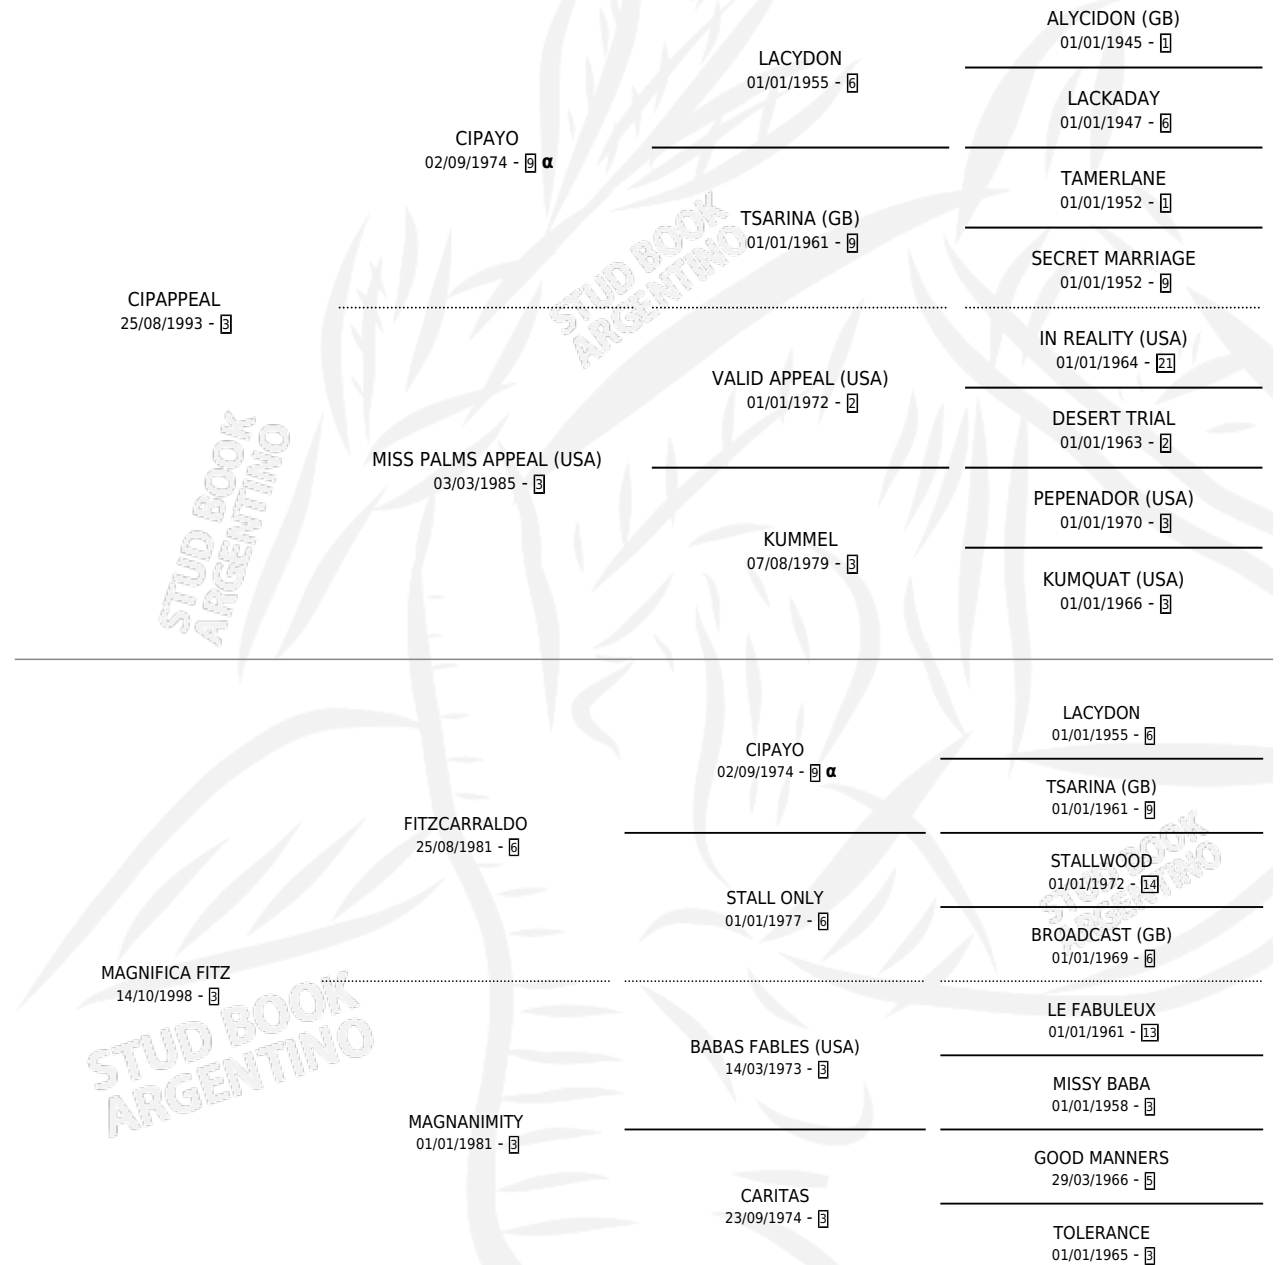 ALYCIDON (GB)
01/01/1945 - 1
LACYDON
01/01/1955 - 6
LACKADAY
01/01/1947 - 6
CIPAYO
02/09/1974 - 9 α
TAMERLANE
01/01/1952 - 1
TSARINA (GB)
01/01/1961 - 9
SECRET MARRIAGE
01/01/1952 - 9
CIPAPPEAL
25/08/1993 - 3
IN REALITY (USA)
01/01/1964 - 21
VALID APPEAL (USA)
01/01/1972 - 2
DESERT TRIAL
01/01/1963 - 2
MISS PALMS APPEAL (USA)
03/03/1985 - 3
PEPENADOR (USA)
01/01/1970 - 3
KUMMEL
07/08/1979 - 3
KUMQUAT (USA)
01/01/1966 - 3
LACYDON
01/01/1955 - 6
CIPAYO
02/09/1974 - 9 α
TSARINA (GB)
01/01/1961 - 9
FITZCARRALDO
25/08/1981 - 6
STALLWOOD
01/01/1972 - 14
STALL ONLY
01/01/1977 - 6
BROADCAST (GB)
01/01/1969 - 6
MAGNIFICA FITZ
14/10/1998 - 3
LE FABULEUX
01/01/1961 - 13
BABAS FABLES (USA)
14/03/1973 - 3
MISSY BABA
01/01/1958 - 3
MAGNANIMITY
01/01/1981 - 3
GOOD MANNERS
29/03/1966 - 5
CARITAS
23/09/1974 - 3
TOLERANCE
01/01/1965 - 3
STUD BOOK
ARGENTINO
STUD BOOK
ARGENTINO
STUD BOOK
ARGENTINO
STUD BOOK
ARGENTINO